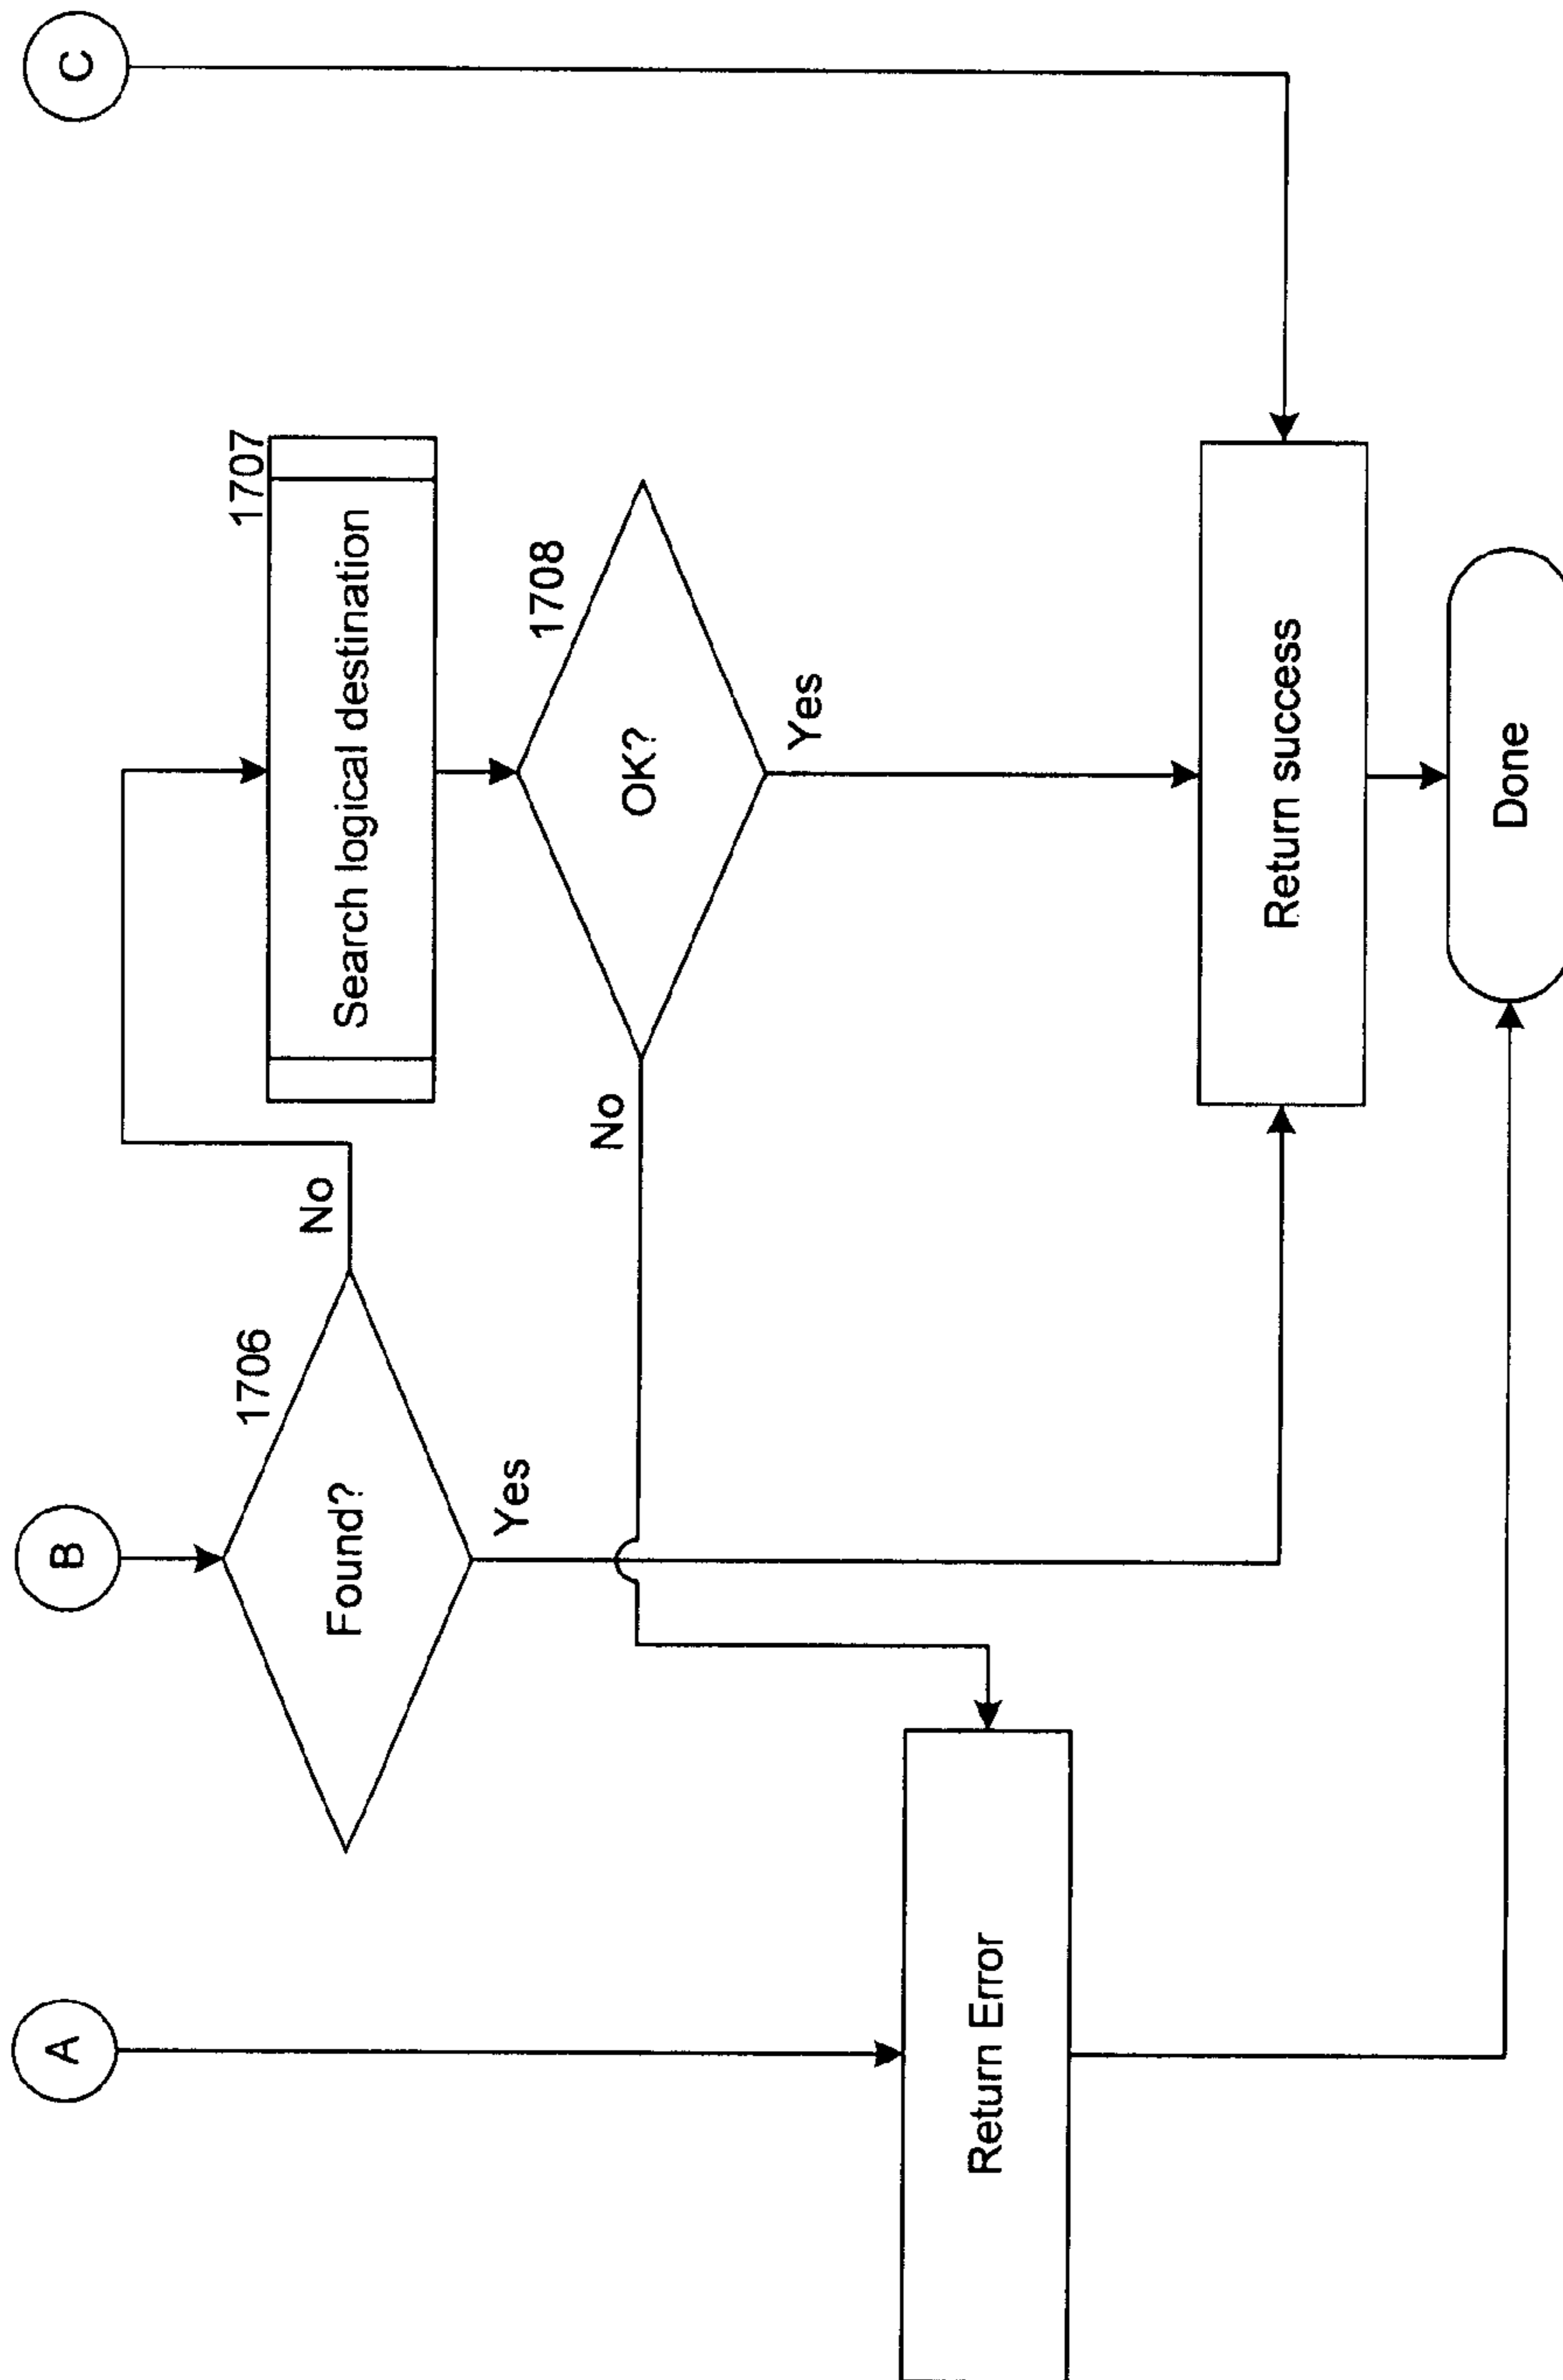 A
B
C
1706
Found?
No
Yes
1707
Search logical destination
1708
OK?
No
Yes
Return Error
Return success
Done